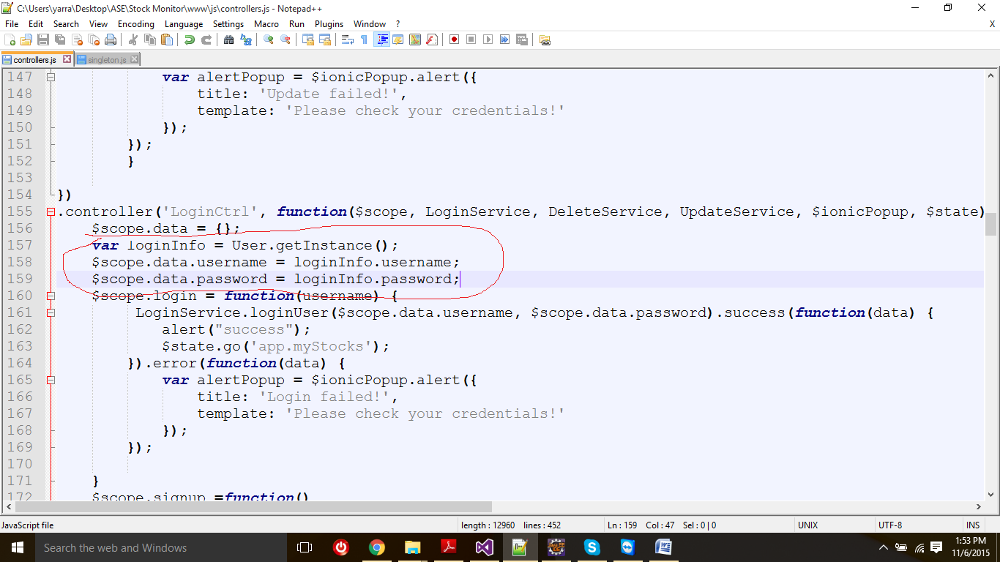 C:\Users\yarra\Desktop\ASE\Stock Monitor\www\js\controllers.js - Notepad++
File Edit Search View Encoding Language Settings Macro Run Plugins Window ? X
controllers.js singleton.js
147 var alertPopup = $ionicPopup.alert({
148 title: 'Update failed!',
149 template: 'Please check your credentials!'
150 });
151 });
152 }
153
154 })
155 .controller('LoginCtrl', function($scope, LoginService, DeleteService, UpdateService, $ionicPopup, $state)
156 $scope.data = {};
157 var loginInfo = User.getInstance();
158 $scope.data.username = loginInfo.username;
159 $scope.data.password = loginInfo.password;
160 $scope.login = function(username) {
161 LoginService.loginUser($scope.data.username, $scope.data.password).success(function(data) {
162 alert("success");
163 $state.go('app.myStocks');
164 }).error(function(data) {
165 var alertPopup = $ionicPopup.alert({
166 title: 'Login failed!',
167 template: 'Please check your credentials!'
168 });
169 });
170
171 }
172 $scope.signup =function()
JavaScript file length : 12960 lines : 452 Ln : 159 Col : 47 Sel : 0 | 0 UNIX UTF-8 INS
Search the web and Windows
1:53 PM
11/6/2015